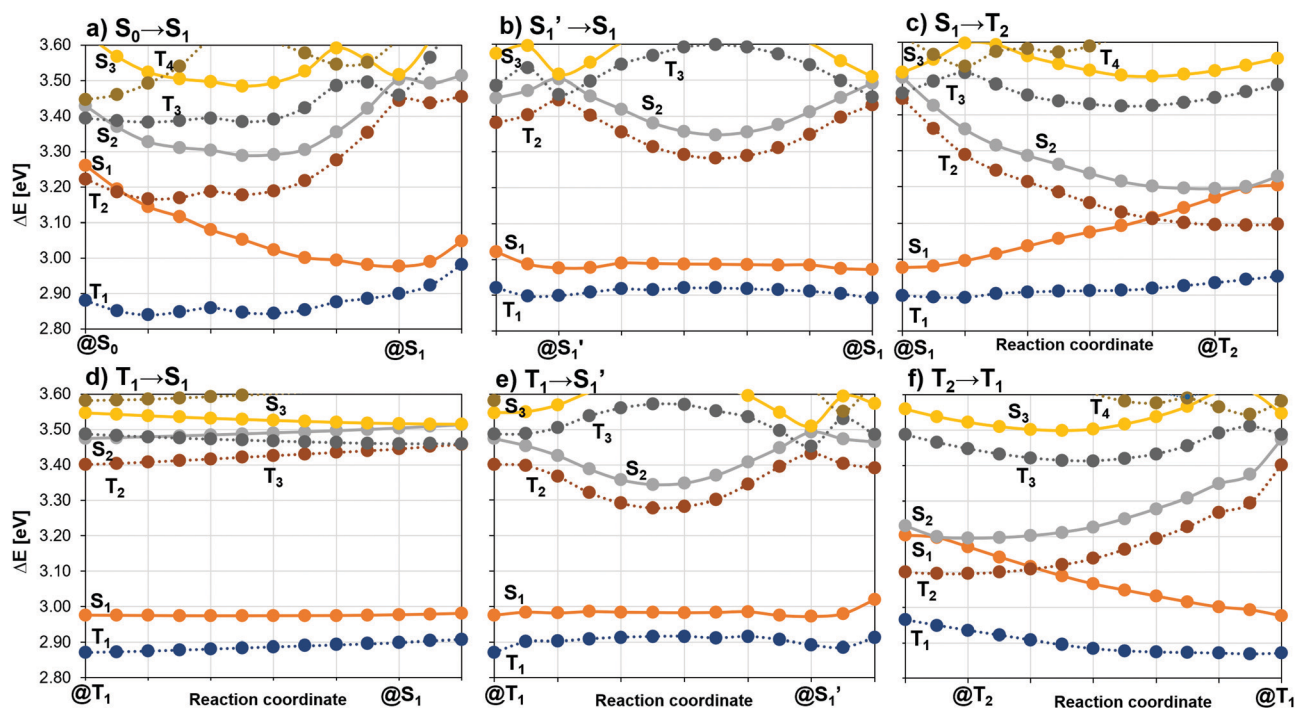 a) S₀→S₁
S₃
T₄
T₃
S₂
S₁
T₂
T₁
ΔE [eV]
3.60
3.50
3.40
3.30
3.20
3.10
3.00
2.90
2.80
@S₀
@S₁
b) S₁'→S₁
S₃
T₃
T₂
S₂
S₁
T₁
@S₁'
@S₁
c) S₁→T₂
S₃
T₄
T₃
S₂
T₂
S₁
T₁
@S₁
Reaction coordinate
@T₂
d) T₁→S₁
S₃
S₂
T₂
T₃
S₁
T₁
ΔE [eV]
3.60
3.50
3.40
3.30
3.20
3.10
3.00
2.90
2.80
@T₁
Reaction coordinate
@S₁
e) T₁→S₁'
S₃
T₃
T₂
S₂
S₁
T₁
@T₁
Reaction coordinate
@S₁'
f) T₂→T₁
S₃
T₄
T₃
S₂
S₁
T₂
T₁
@T₂
@T₁